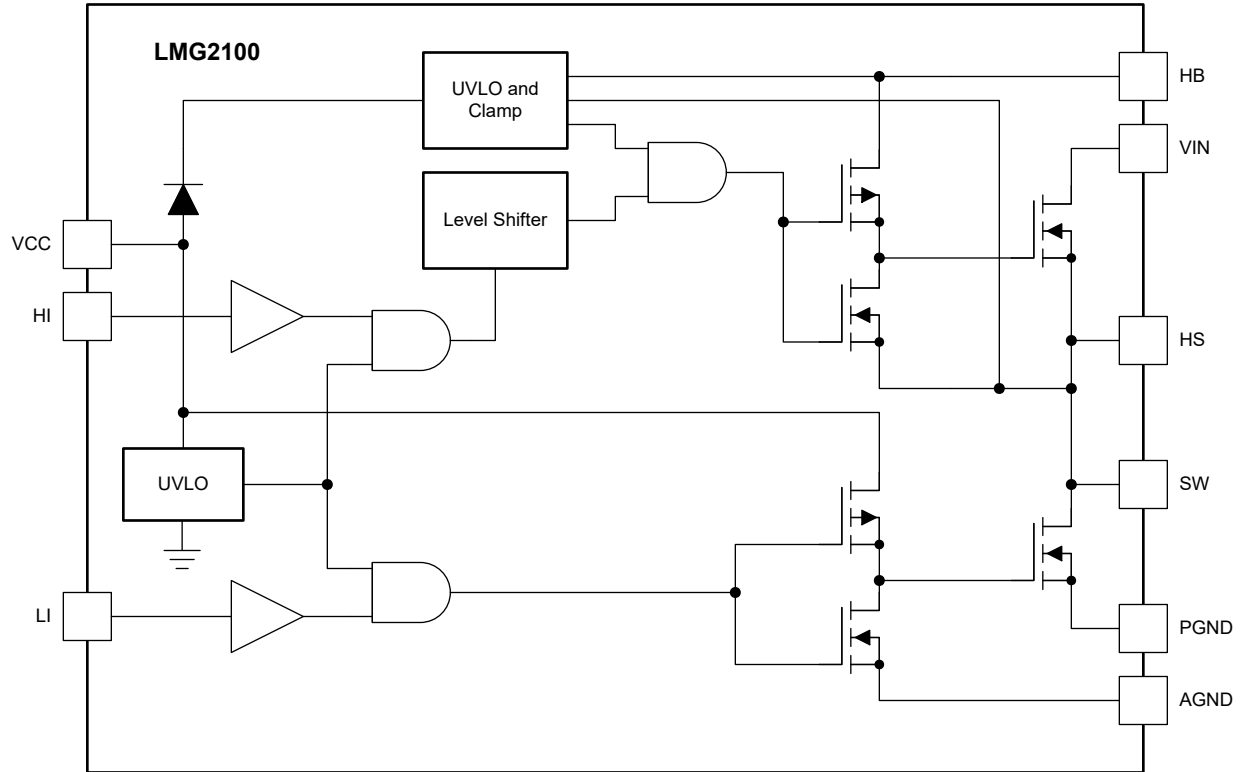 LMG2100
UVLO and
Clamp
HB
VIN
Level Shifter
VCC
HI
HS
UVLO
SW
LI
PGND
AGND